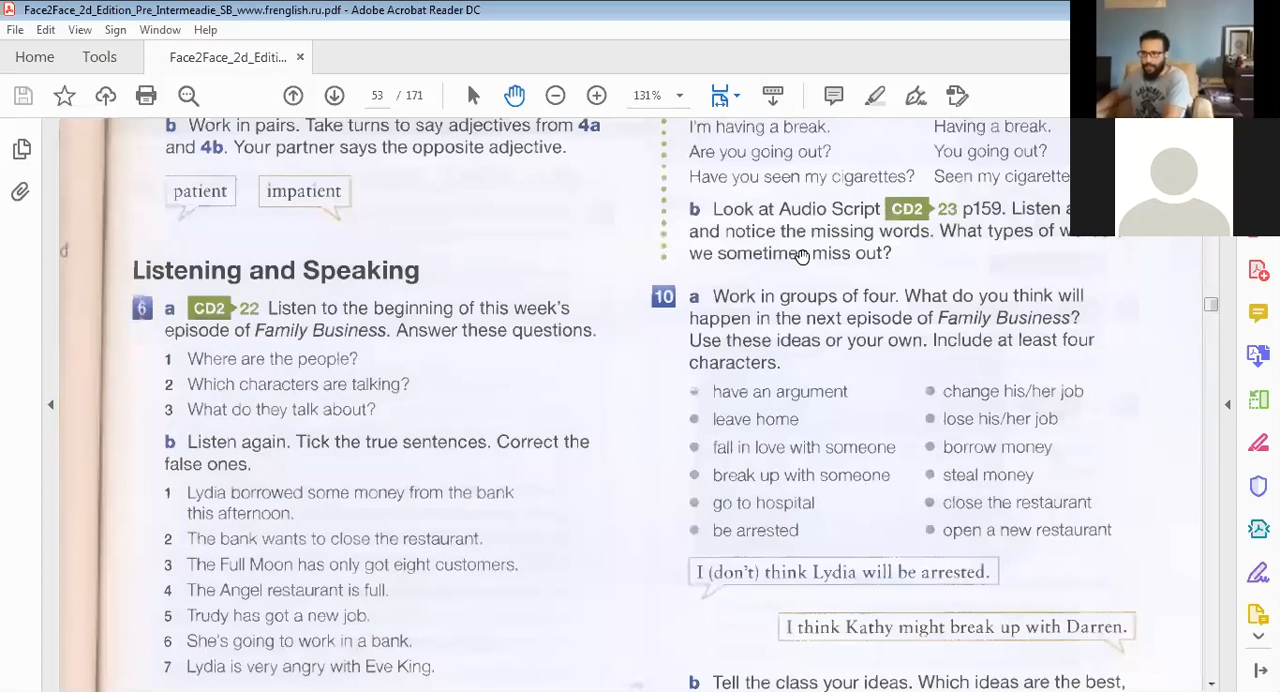 Face2Face_2d_Edition_Pre_Intermeadie_SB_www.frenglish.ru.pdf - Adobe Acrobat Reader DC
File Edit View Sign Window Help
Home Tools Face2Face_2d_Editi... ×
53 / 171 131%
b Work in pairs. Take turns to say adjectives from 4a
and 4b. Your partner says the opposite adjective.
patient impatient
Listening and Speaking
6 a CD2 22 Listen to the beginning of this week's
episode of Family Business. Answer these questions.
1 Where are the people?
2 Which characters are talking?
3 What do they talk about?
b Listen again. Tick the true sentences. Correct the
false ones.
1 Lydia borrowed some money from the bank
this afternoon.
2 The bank wants to close the restaurant.
3 The Full Moon has only got eight customers.
4 The Angel restaurant is full.
5 Trudy has got a new job.
6 She's going to work in a bank.
7 Lydia is very angry with Eve King.
I'm having a break. Having a break.
Are you going out? You going out?
Have you seen my cigarettes? Seen my cigarette
b Look at Audio Script CD2 23 p159. Listen
and notice the missing words. What types of
we sometimes miss out?
10 a Work in groups of four. What do you think will
happen in the next episode of Family Business?
Use these ideas or your own. Include at least four
characters.
have an argument change his/her job
leave home lose his/her job
fall in love with someone borrow money
break up with someone steal money
go to hospital close the restaurant
be arrested open a new restaurant
I (don't) think Lydia will be arrested.
I think Kathy might break up with Darren.
b Tell the class your ideas. Which ideas are the best,